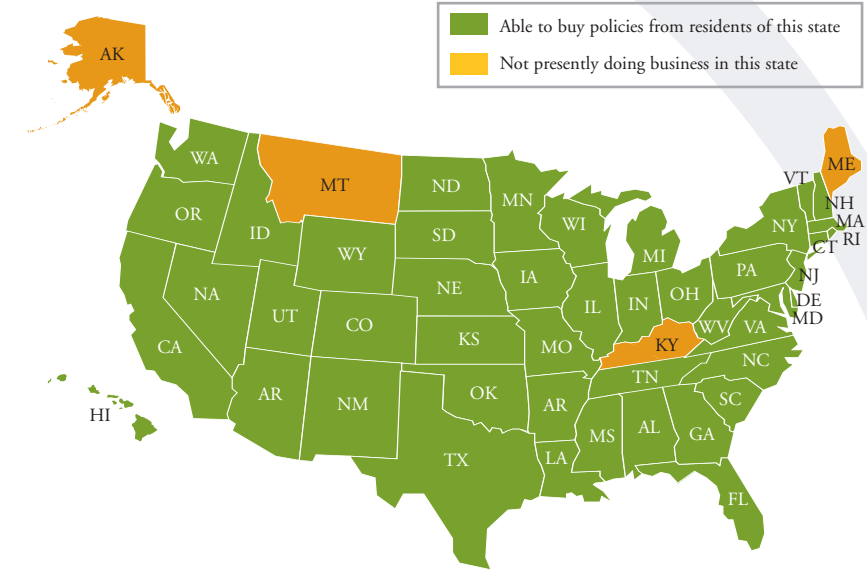 Able to buy policies from residents of this state
Not presently doing business in this state
AK
WA
MT
ND
MN
ME
VT
NH
OR
ID
SD
WI
MI
NY
MA
RI
CT
WY
IA
PA
NJ
NA
NE
IL
IN
OH
DE
MD
UT
CO
KS
MO
WV
VA
CA
KY
NC
HI
AR
NM
OK
AR
TN
SC
TX
LA
MS
AL
GA
FL